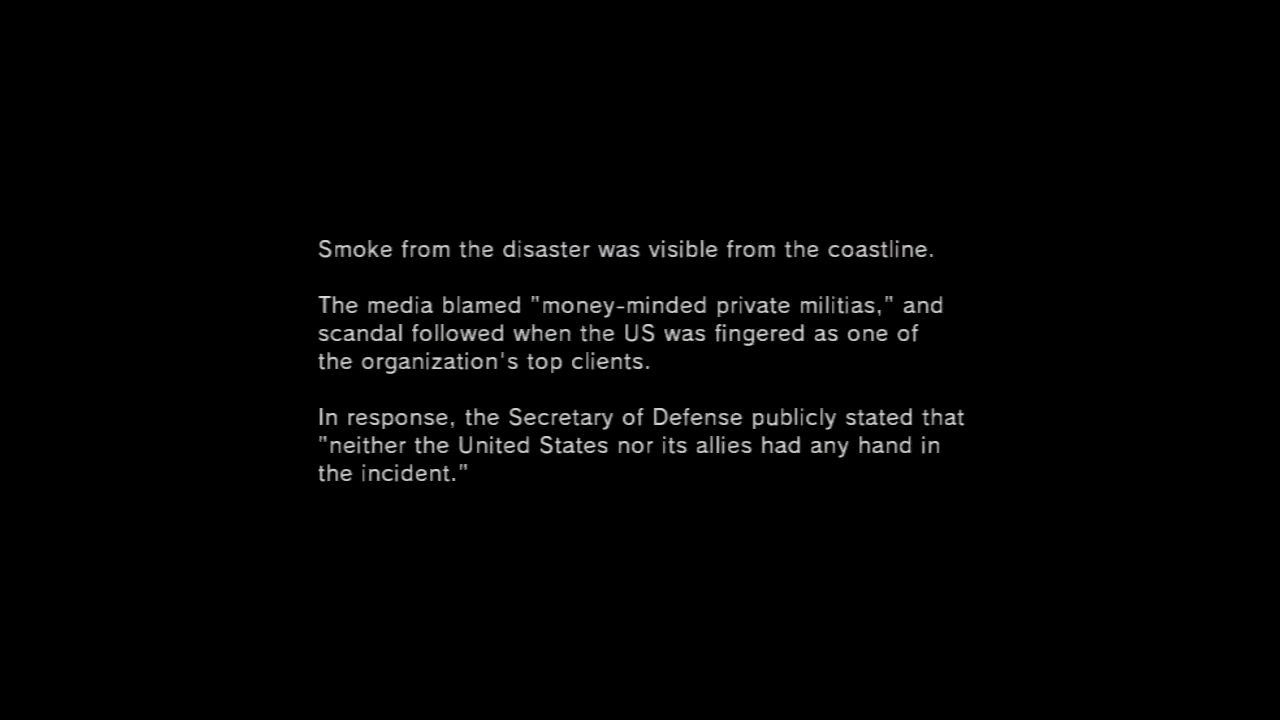 Smoke from the disaster was visible from the coastline.
The media blamed "money-minded private militias," and
scandal followed when the US was fingered as one of
the organization's top clients.
In response, the Secretary of Defense publicly stated that
"neither the United States nor its allies had any hand in
the incident."